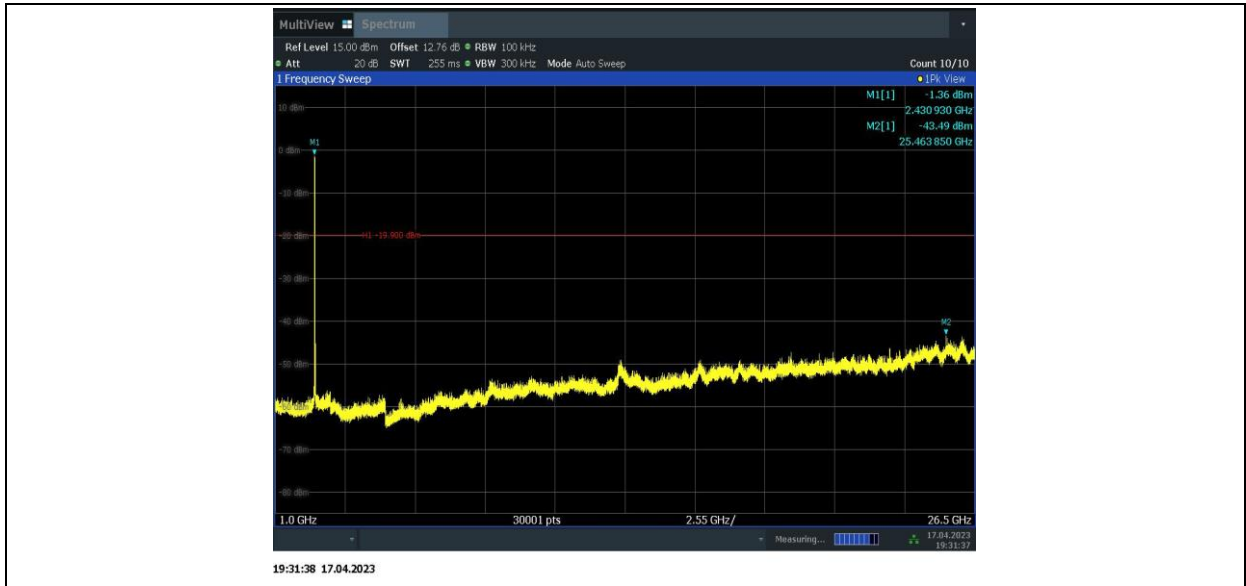 MultiView Spectrum
Ref Level 15.00 dBm Offset 12.76 dB RBW 100 kHz
Att 20 dB SWT 255 ms VBW 300 kHz Mode Auto Sweep Count 10/10
1 Frequency Sweep 1Pk View
M1[1] -1.36 dBm
10 dBm
2.430 930 GHz
M2[1] -43.49 dBm
M1
25.463 850 GHz
0 dBm
-10 dBm
-20 dBm H1 -19.900 dBm
-30 dBm
-40 dBm
M2
-50 dBm
-60 dBm
-70 dBm
-80 dBm
1.0 GHz 30001 pts 2.55 GHz/ 26.5 GHz
Measuring... 17.04.2023
19:31:37
19:31:38 17.04.2023